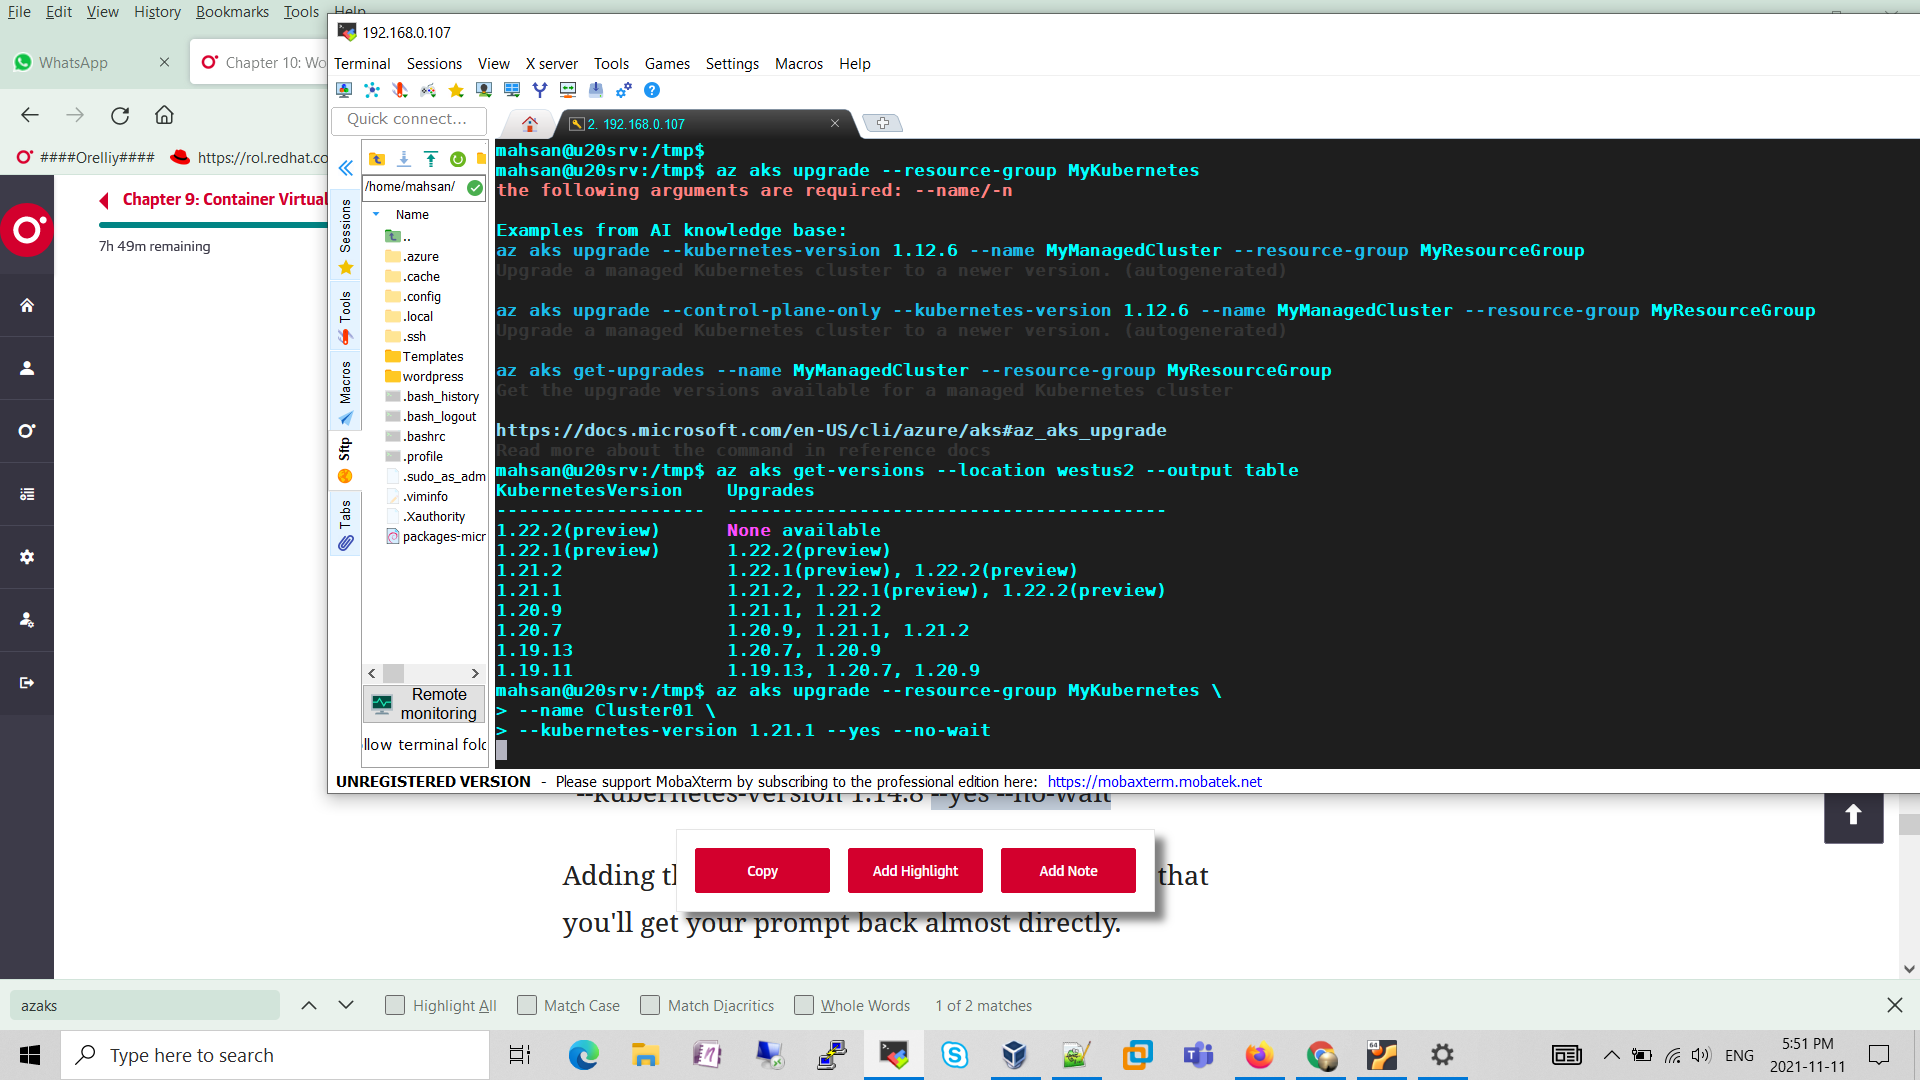 File Edit View History Bookmarks Tools Help
WhatsApp
Chapter 10: Wo
####Orelliy####
https://rol.redhat.co
Chapter 9: Container Virtual
7h 49m remaining
192.168.0.107
Terminal Sessions View X server Tools Games Settings Macros Help
Quick connect...
2. 192.168.0.107
/home/mahsan/
Name
..
.azure
.cache
.config
.local
.ssh
Templates
wordpress
.bash_history
.bash_logout
.bashrc
.profile
.sudo_as_adm
.viminfo
.Xauthority
packages-micr
Sessions
Tools
Macros
Sftp
Tabs
Remote
monitoring
llow terminal fold
mahsan@u20srv:/tmp$
mahsan@u20srv:/tmp$ az aks upgrade --resource-group MyKubernetes
the following arguments are required: --name/-n
Examples from AI knowledge base:
az aks upgrade --kubernetes-version 1.12.6 --name MyManagedCluster --resource-group MyResourceGroup
Upgrade a managed Kubernetes cluster to a newer version. (autogenerated)
az aks upgrade --control-plane-only --kubernetes-version 1.12.6 --name MyManagedCluster --resource-group MyResourceGroup
Upgrade a managed Kubernetes cluster to a newer version. (autogenerated)
az aks get-upgrades --name MyManagedCluster --resource-group MyResourceGroup
Get the upgrade versions available for a managed Kubernetes cluster
https://docs.microsoft.com/en-US/cli/azure/aks#az_aks_upgrade
Read more about the command in reference docs
mahsan@u20srv:/tmp$ az aks get-versions --location westus2 --output table
KubernetesVersion    Upgrades
-------------------  ----------------------------------------
1.22.2(preview)      None available
1.22.1(preview)      1.22.2(preview)
1.21.2               1.22.1(preview), 1.22.2(preview)
1.21.1               1.21.2, 1.22.1(preview), 1.22.2(preview)
1.20.9               1.21.1, 1.21.2
1.20.7               1.20.9, 1.21.1, 1.21.2
1.19.13              1.20.7, 1.20.9
1.19.11              1.19.13, 1.20.7, 1.20.9
mahsan@u20srv:/tmp$ az aks upgrade --resource-group MyKubernetes \
> --name Cluster01 \
> --kubernetes-version 1.21.1 --yes --no-wait
UNREGISTERED VERSION - Please support MobaXterm by subscribing to the professional edition here: https://mobaxterm.mobatek.net
--kubernetes-version 1.14.8 --yes --no-wait
Copy
Add Highlight
Add Note
Adding that
you'll get your prompt back almost directly.
azaks
Highlight All
Match Case
Match Diacritics
Whole Words
1 of 2 matches
Type here to search
64
ENG
5:51 PM
2021-11-11